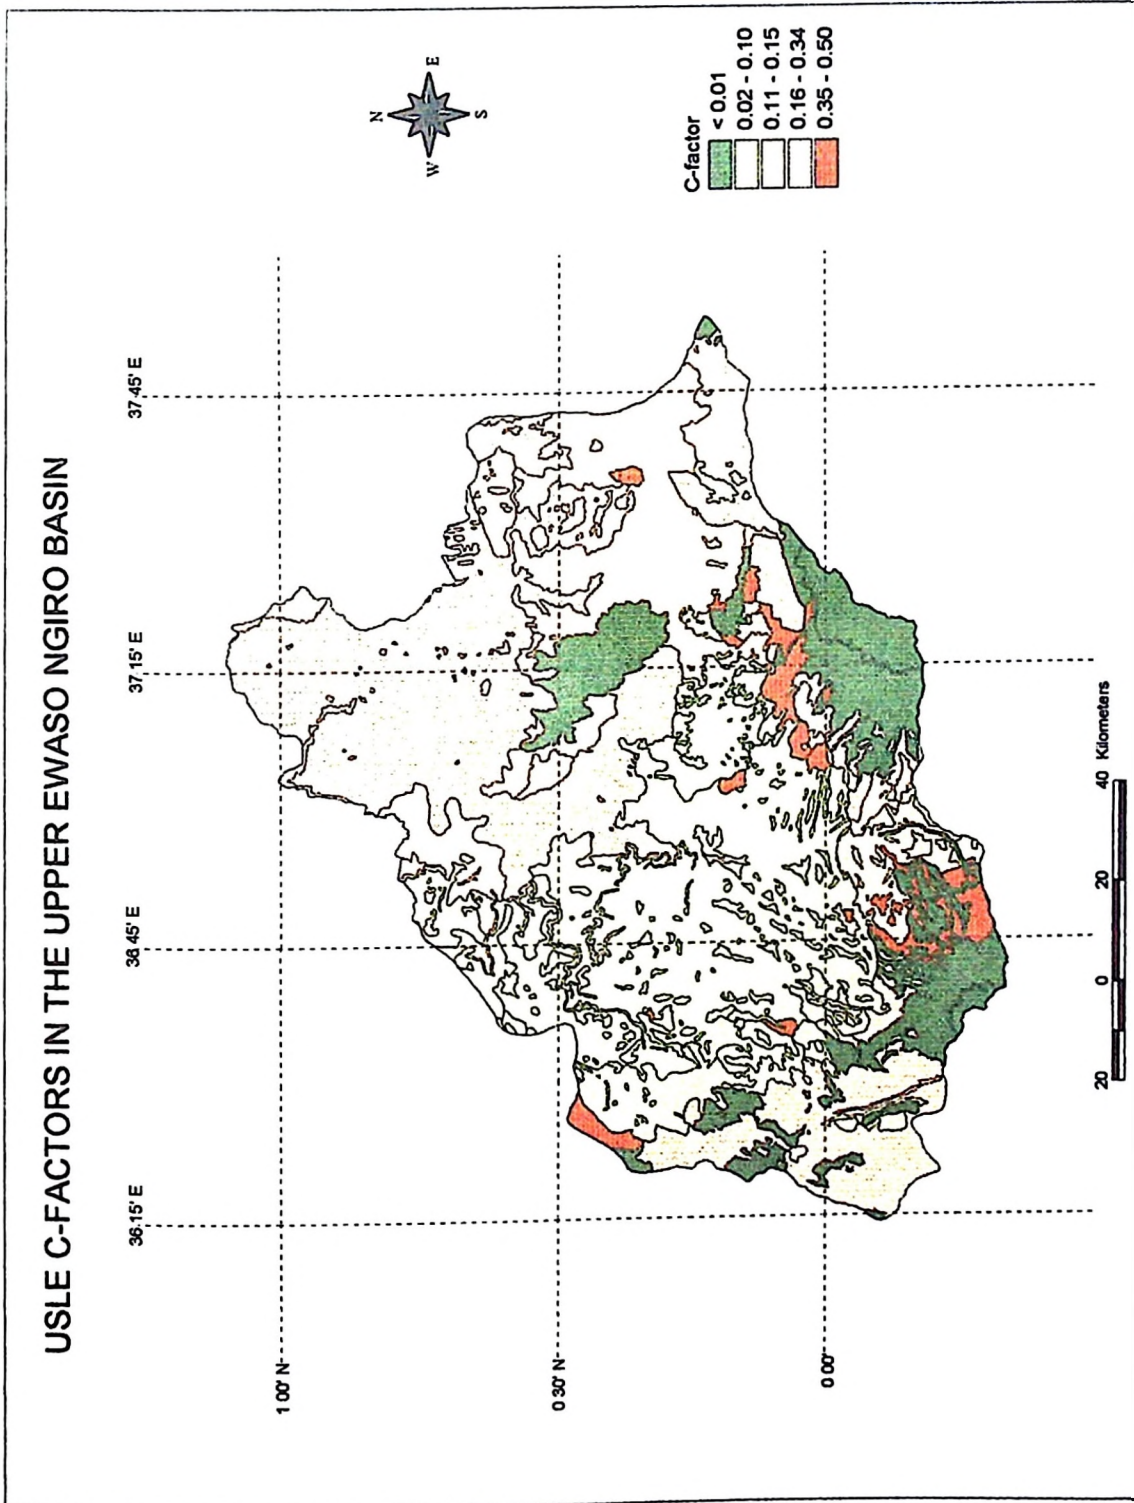 USLE C-FACTORS IN THE UPPER EWASO NGIRO BASIN
36 15' E
36 45' E
37 15' E
37 45' E
1 00' N
0 30' N
0 00'
N
W
E
S
C-factor
< 0.01
0.02 - 0.10
0.11 - 0.15
0.16 - 0.34
0.35 - 0.50
20 0 20 40 Kilometers